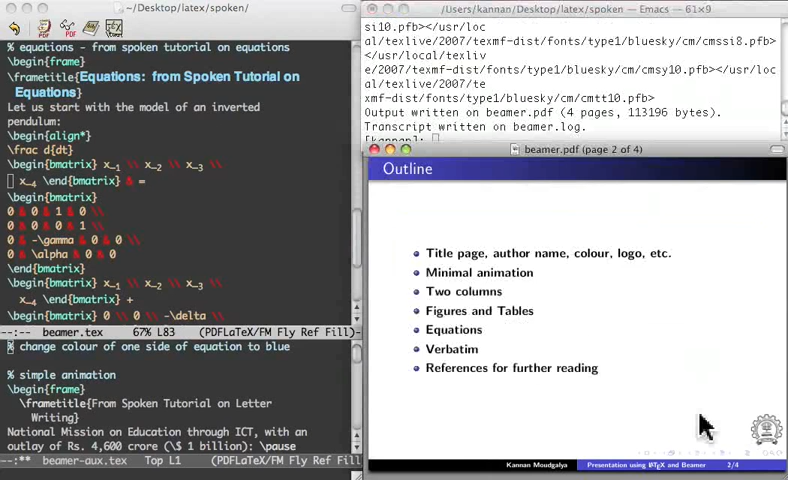 ~/Desktop/latex/spoken/
% equations - from spoken tutorial on equations
\begin{frame}
\frametitle{Equations: from Spoken Tutorial on
Equations}
Let us start with the model of an inverted
pendulum:
\begin{align*}
\frac d{dt}
\begin{bmatrix} x_1 \\ x_2 \\ x_3 \\
x_4 \end{bmatrix} & =
\begin{bmatrix}
0 & 0 & 1 & 0 \\
0 & 0 & 0 & 1 \\
0 & -\gamma & 0 & 0 \\
0 & \alpha & 0 & 0
\end{bmatrix}
\begin{bmatrix} x_1 \\ x_2 \\ x_3 \\
x_4 \end{bmatrix} +
\begin{bmatrix} 0 \\ 0 \\ -\delta \\
--:-- beamer.tex 67% L83 (PDFLaTeX/FM Fly Ref Fill)--
% change colour of one side of equation to blue
% simple animation
\begin{frame}
\frametitle{From Spoken Tutorial on Letter
Writing}
National Mission on Education through ICT, with an
outlay of Rs. 4,600 crore (\$ 1 billion): \pause
--:** beamer-aux.tex Top L1 (PDFLaTeX/FM Fly Ref Fill)
/Users/kannan/Desktop/latex/spoken — Emacs — 61×9
si10.pfb></usr/loc
al/texlive/2007/texmf-dist/fonts/type1/bluesky/cm/cmssi8.pfb>
</usr/local/texliv
e/2007/texmf-dist/fonts/type1/bluesky/cm/cmsy10.pfb></usr/loc
al/texlive/2007/te
xmf-dist/fonts/type1/bluesky/cm/cmtt10.pfb>
Output written on beamer.pdf (4 pages, 113196 bytes).
Transcript written on beamer.log.
[kannan]:
beamer.pdf (page 2 of 4)
Outline
Title page, author name, colour, logo, etc.
Minimal animation
Two columns
Figures and Tables
Equations
Verbatim
References for further reading
Kannan Moudgalya Presentation using LATEX and Beamer 2/4